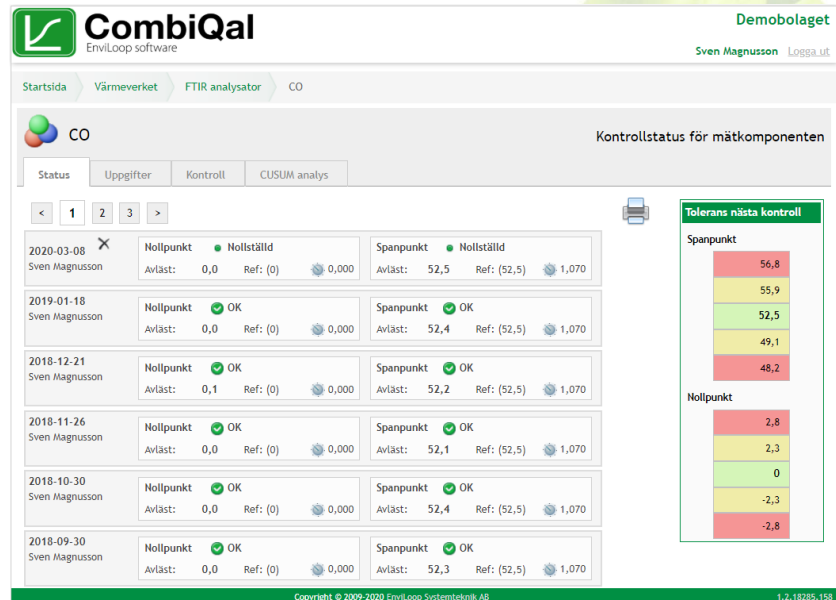 CombiQal
EnviLoop software
Demobolaget
Sven Magnusson Logga ut
Startsida Värmeverket FTIR analysator CO
CO
Kontrollstatus för mätkomponenten
Status Uppgifter Kontroll CUSUM analys
< 1 2 3 >
2020-03-08 Nollpunkt Nollställd Spanpunkt Nollställd
Sven Magnusson Avläst: 0,0 Ref: (0) 0,000 Avläst: 52,5 Ref: (52,5) 1,070
2019-01-18 Nollpunkt OK Spanpunkt OK
Sven Magnusson Avläst: 0,0 Ref: (0) 0,000 Avläst: 52,4 Ref: (52,5) 1,070
2018-12-21 Nollpunkt OK Spanpunkt OK
Sven Magnusson Avläst: 0,1 Ref: (0) 0,000 Avläst: 52,2 Ref: (52,5) 1,070
2018-11-26 Nollpunkt OK Spanpunkt OK
Sven Magnusson Avläst: 0,0 Ref: (0) 0,000 Avläst: 52,1 Ref: (52,5) 1,070
2018-10-30 Nollpunkt OK Spanpunkt OK
Sven Magnusson Avläst: 0,0 Ref: (0) 0,000 Avläst: 52,4 Ref: (52,5) 1,070
2018-09-30 Nollpunkt OK Spanpunkt OK
Sven Magnusson Avläst: 0,0 Ref: (0) 0,000 Avläst: 52,3 Ref: (52,5) 1,070
Tolerans nästa kontroll
Spanpunkt
56,8
55,9
52,5
49,1
48,2
Nollpunkt
2,8
2,3
0
-2,3
-2,8
Copyright © 2009-2020 EnviLoop Systemteknik AB 1.2.18285.158